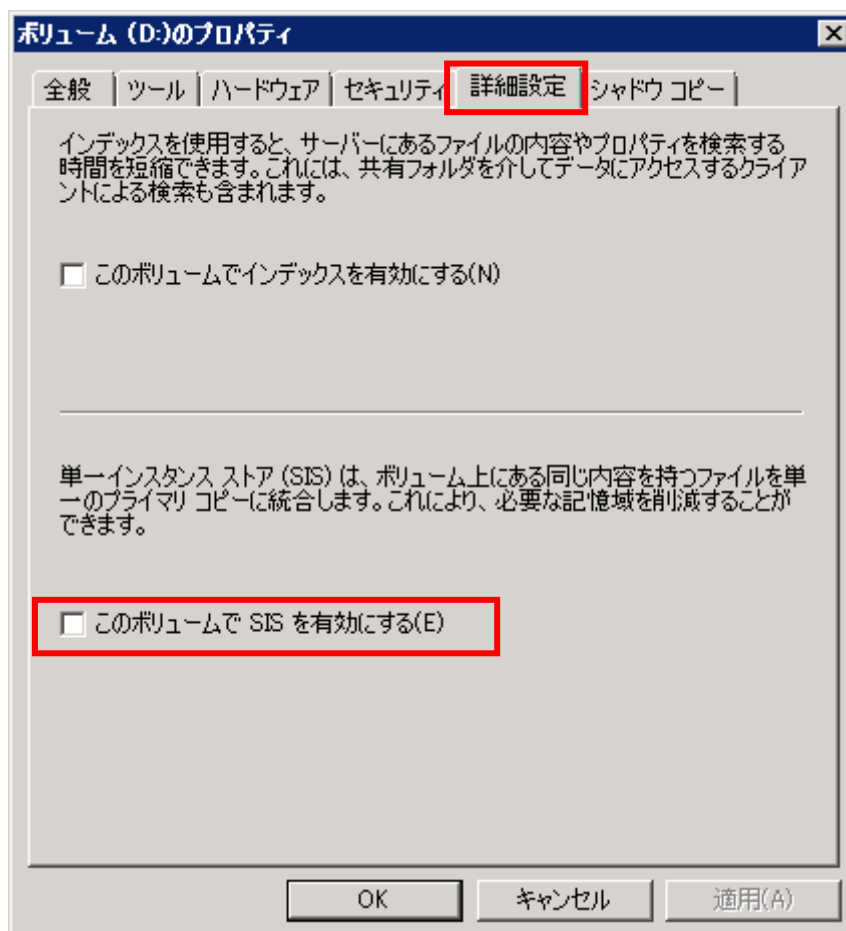 ボリューム (D:)のプロパティ
全般 ツール ハードウェア セキュリティ 詳細設定 シャドウ コピー
インデックスを使用すると、サーバーにあるファイルの内容やプロパティを検索する
時間を短縮できます。これには、共有フォルダを介してデータにアクセスするクライア
ントによる検索も含まれます。
このボリュームでインデックスを有効にする(N)
単一インスタンス ストア (SIS) は、ボリューム上にある同じ内容を持つファイルを単
一のプライマリ コピーに統合します。これにより、必要な記憶域を削減することが
できます。
このボリュームで SIS を有効にする(E)
OK キャンセル 適用(A)